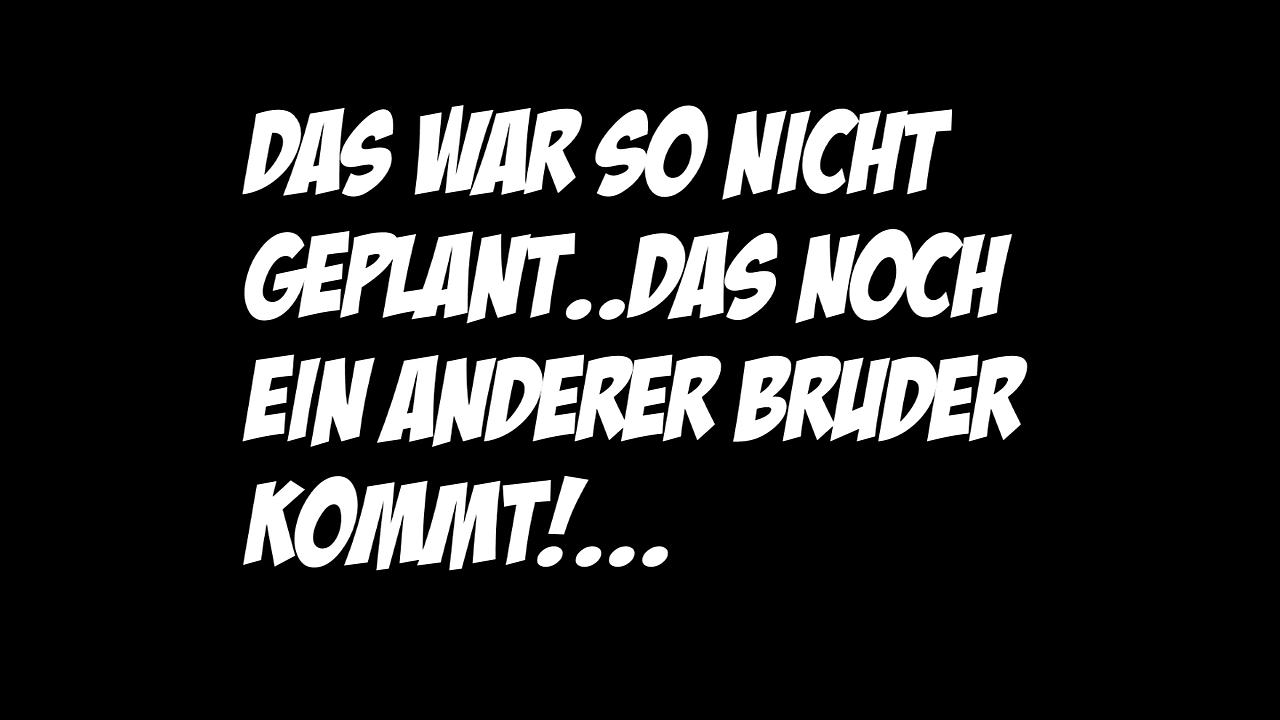 DAS WAR SO NICHT
GEPLANT..DAS NOCH
EIN ANDERER BRUDER
KOMMT!...